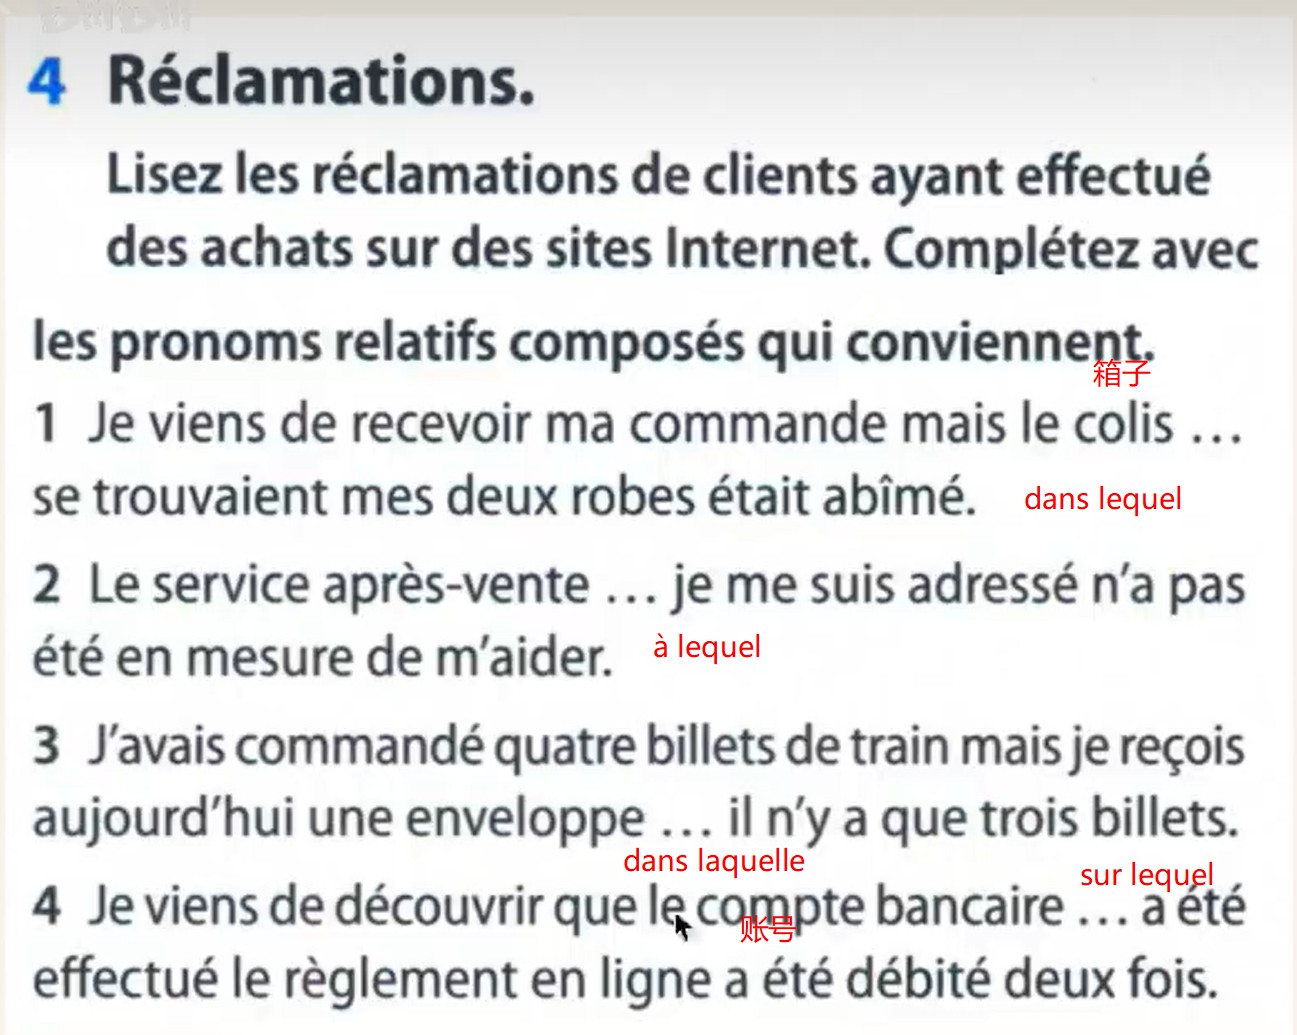 4 Réclamations.
Lisez les réclamations de clients ayant effectué
des achats sur des sites Internet. Complétez avec
les pronoms relatifs composés qui conviennent.
箱子
1 Je viens de recevoir ma commande mais le colis …
se trouvaient mes deux robes était abîmé. dans lequel
2 Le service après-vente … je me suis adressé n'a pas
été en mesure de m'aider. à lequel
3 J'avais commandé quatre billets de train mais je reçois
aujourd'hui une enveloppe … il n'y a que trois billets.
dans laquelle
sur lequel
4 Je viens de découvrir que le compte bancaire … a été
账号
effectué le règlement en ligne a été débité deux fois.